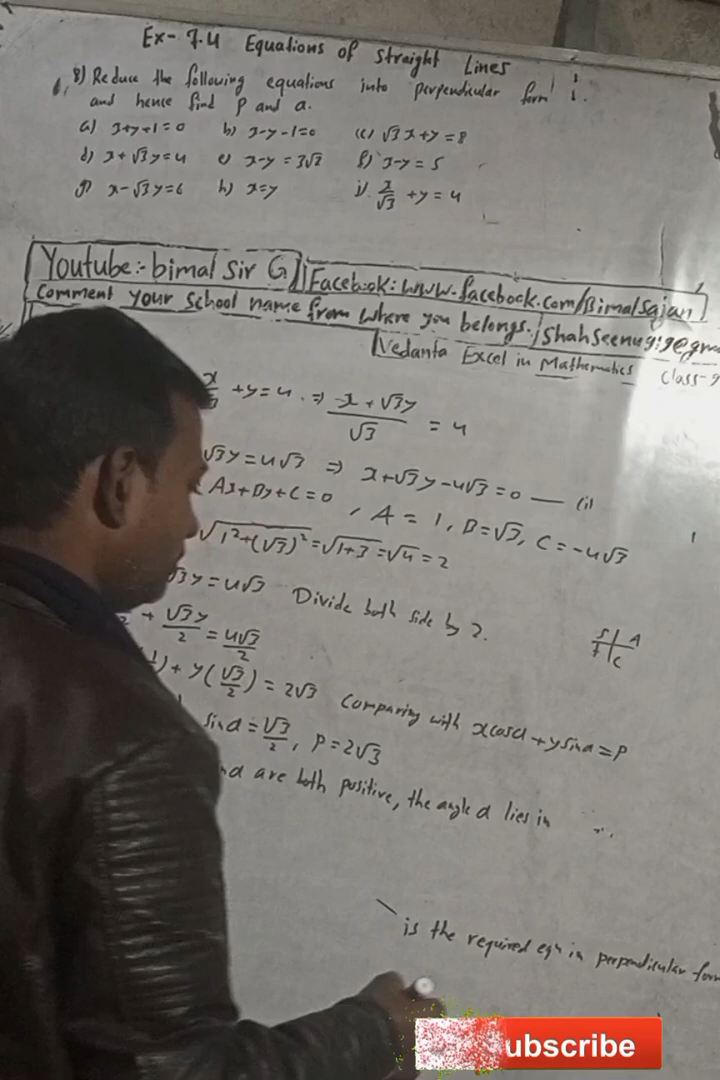 Ex- 7.4 Equations of Straight Lines
8) Reduce the following equations into perpendicular form
and hence find P and α.
a) x+y+1=0 b) x-y-1=0 (c) √3x+y=8
d) x+√3y=4 e) x-y=3√2 f) x-y=5
g) x-√3y=6 h) x=y i) x/√3 +y=4
Youtube:- bimal Sir G
Facebook: www.facebook.com/Bimalsajan
Comment your School name from where you belongs.
Vedanta Excel in Mathematics Class-9
+y=4 ⇒ x+√3y/√3 = 4
√3y=4√3 ⇒ x+√3y-4√3=0 — (i)
Ax+By+C=0, A=1, B=√3, C=-4√3
√1²+(√3)²=√1+3=√4=2
√3y=4√3 Divide both side by 2.
+ √3y/2 = 4√3/2
S A
T C
) + y(√3/2) = 2√3 Comparing with xcosα+ysinα=P
sinα=√3/2, P=2√3
are both positive, the angle α lies in
is the required eqn in perpendicular form
ubscribe